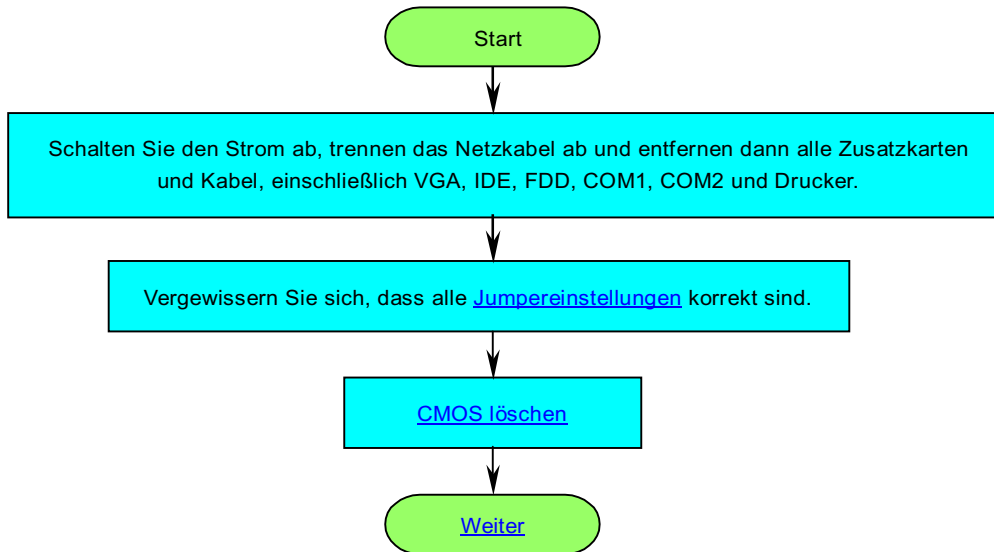 Start
Schalten Sie den Strom ab, trennen das Netzkabel ab und entfernen dann alle Zusatzkarten
und Kabel, einschließlich VGA, IDE, FDD, COM1, COM2 und Drucker.
Vergewissern Sie sich, dass alle Jumpereinstellungen korrekt sind.
CMOS löschen
Weiter